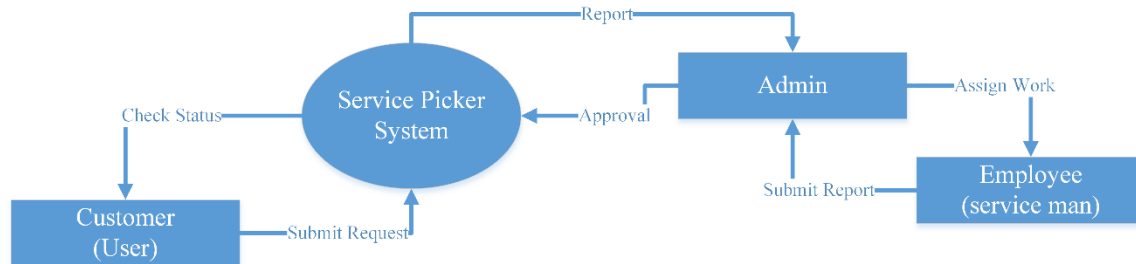 Report
Service Picker
System
Admin
Assign Work
Check Status
Approval
Employee
(service man)
Submit Report
Customer
(User)
Submit Request